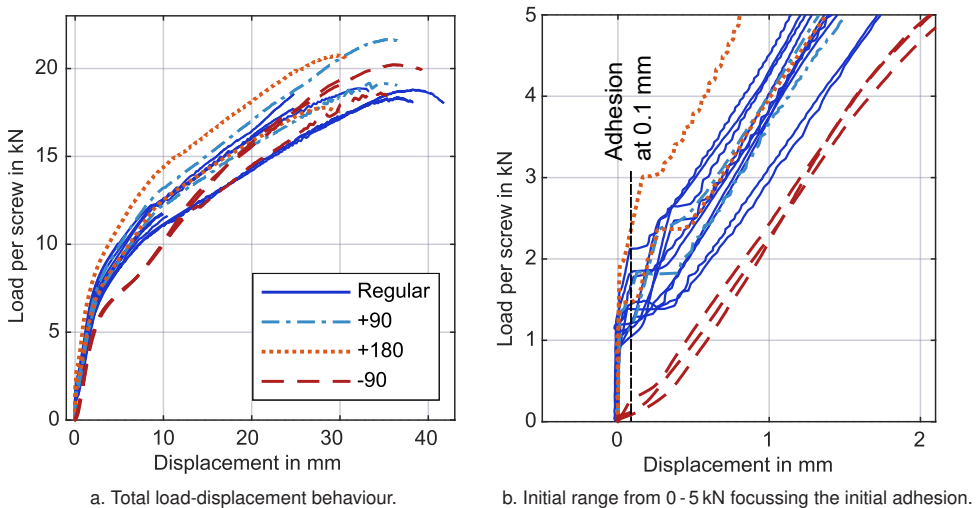 Load per screw in kN
20
15
10
5
0
0
10
20
30
40
Displacement in mm
Regular
+90
+180
-90
a. Total load-displacement behaviour.
Load per screw in kN
5
4
3
2
1
0
0
1
2
Displacement in mm
Adhesion
at 0.1 mm
b. Initial range from 0 - 5 kN focussing the initial adhesion.